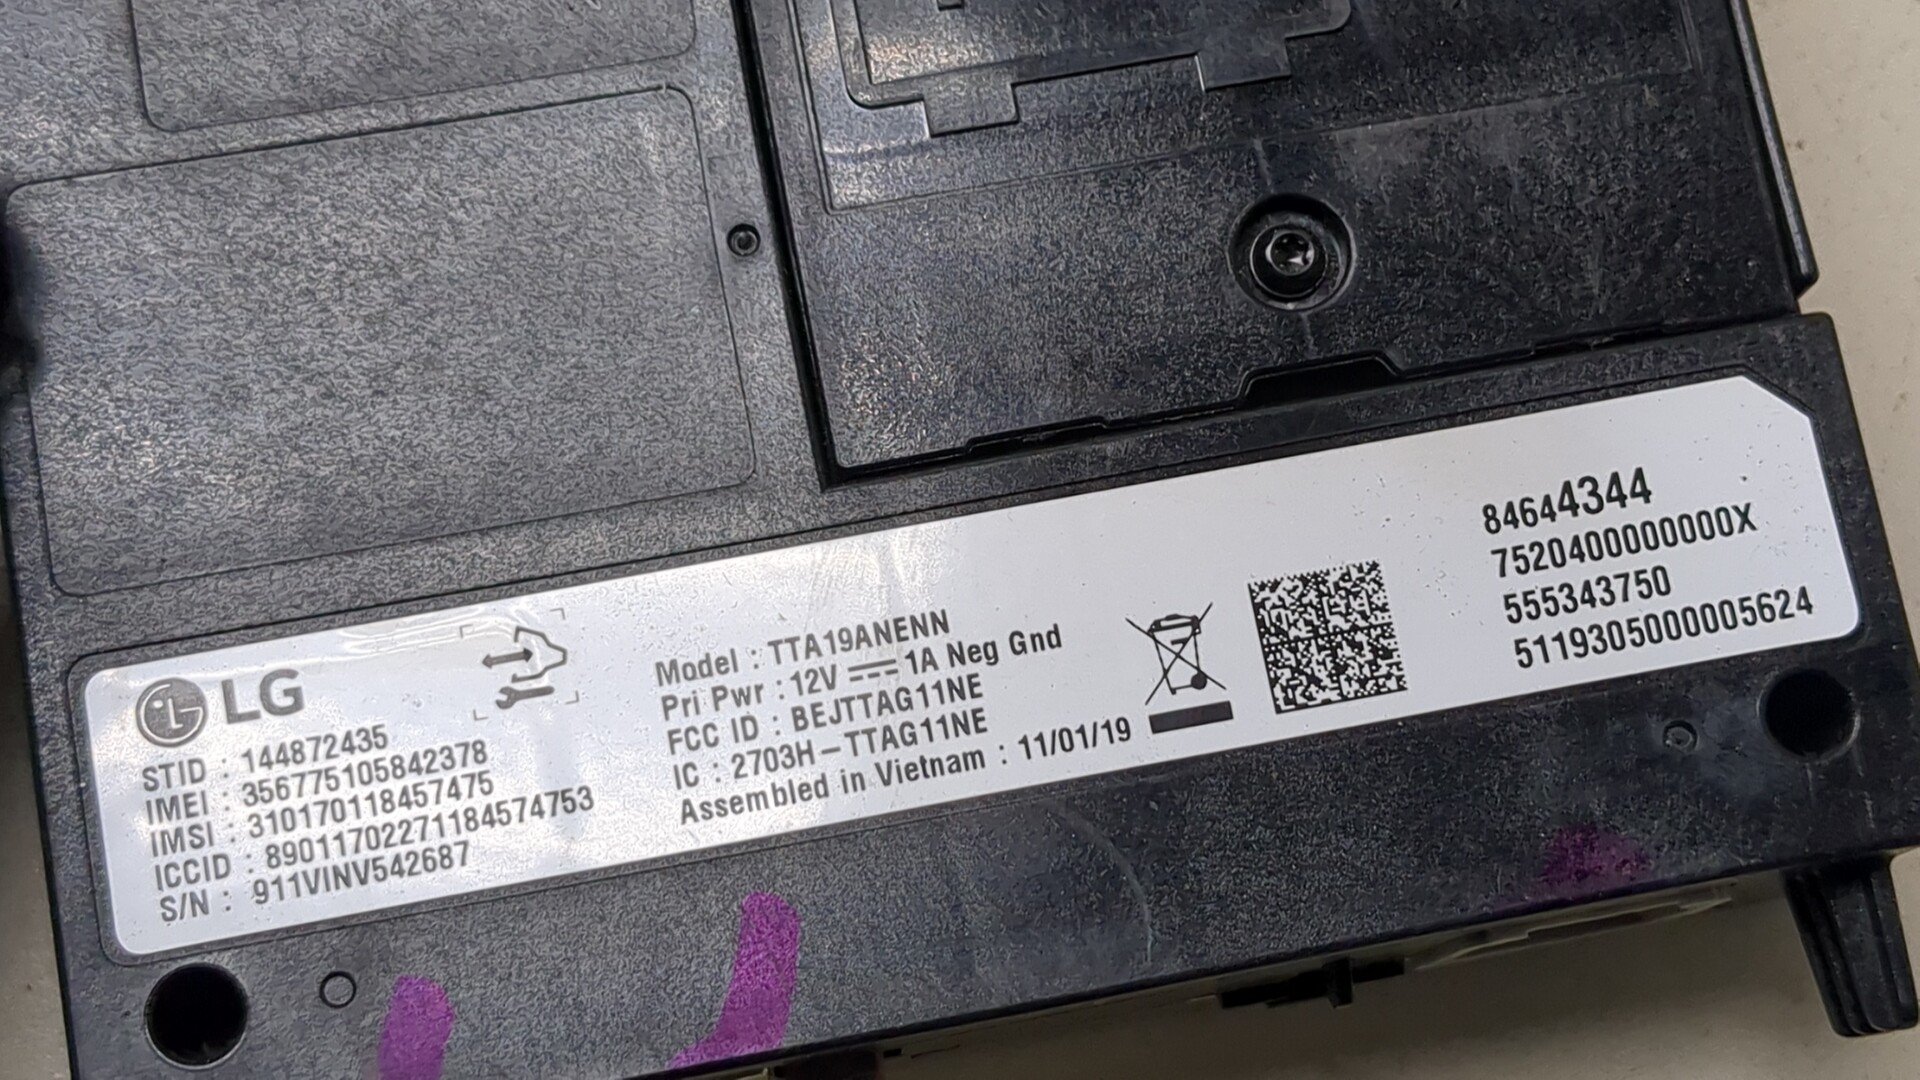 LG
STID : 144872435
IMEI : 356775105842378
IMSI : 310170118457475
ICCID : 89011702271184574753
S/N : 911VINV542687
Model : TTA19ANENN
Pri Pwr : 12V 1A Neg Gnd
FCC ID : BEJTTAG11NE
IC : 2703H-TTAG11NE
Assembled in Vietnam : 11/01/19
84644344
7520400000000X
555343750
5119305000005624